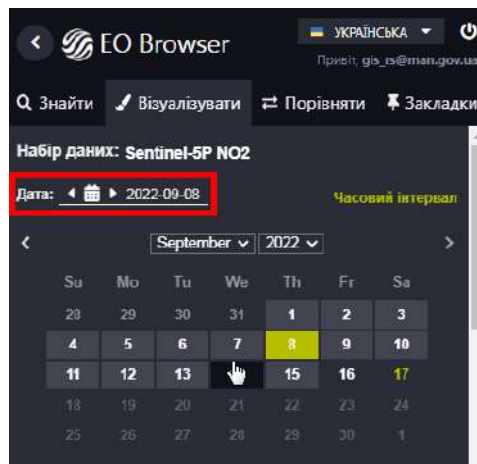 EO Browser
УКРАЇНСЬКА
Привіт, gis_rs@man.gov.ua
Знайти Візуалізувати Порівняти Закладки
Набір даних: Sentinel-5P NO2
Дата: 2022-09-08
Часовий інтервал
September 2022
Su Mo Tu We Th Fr Sa
28 29 30 31 1 2 3
4 5 6 7 8 9 10
11 12 13 15 16 17
18 19 20 21 22 23 24
25 26 27 28 29 30 1